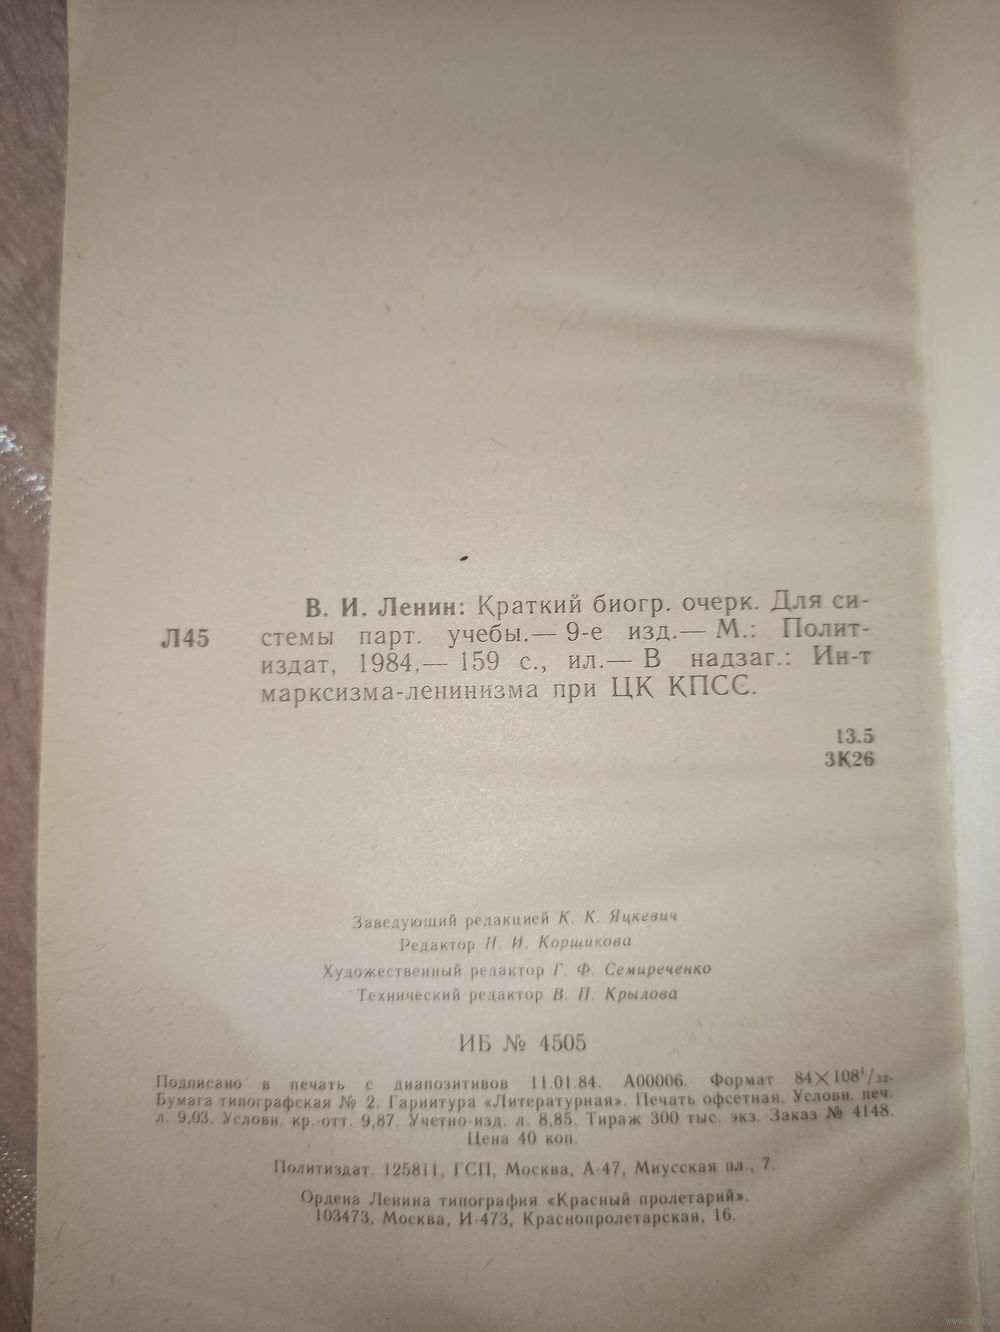 В. И. Ленин: Краткий биогр. очерк. Для си-
Л45 стемы парт. учебы.— 9-е изд.— М.: Полит-
издат, 1984.— 159 с., ил.— В надзаг.: Ин-т
марксизма-ленинизма при ЦК КПСС.
13.5
3К26
Заведующий редакцией К. К. Яцкевич
Редактор Н. И. Коршикова
Художественный редактор Г. Ф. Семиреченко
Технический редактор В. П. Крылова
ИБ № 4505
Подписано в печать с диапозитивов 11.01.84. А00006. Формат 84×108¹/₃₂.
Бумага типографская № 2. Гарнитура «Литературная». Печать офсетная. Условн. печ.
л. 9,03. Условн. кр.-отт. 9,87. Учетно-изд. л. 8,85. Тираж 300 тыс. экз. Заказ № 4148.
Цена 40 коп.
Политиздат. 125811, ГСП, Москва, А-47, Миусская пл., 7.
Ордена Ленина типография «Красный пролетарий».
103473, Москва, И-473, Краснопролетарская, 16.